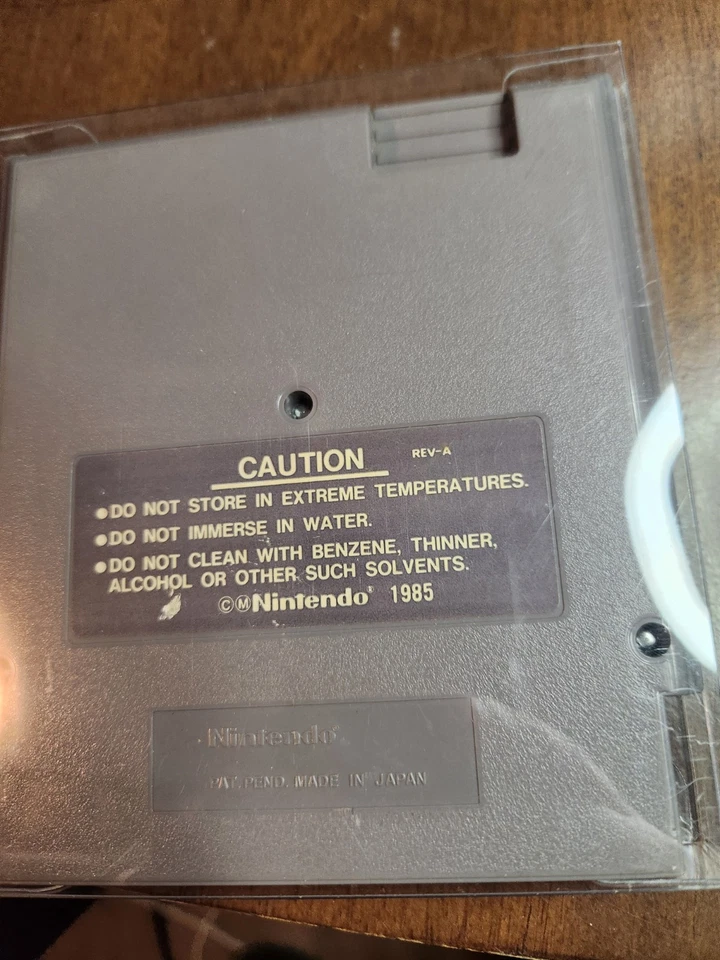 CAUTION REV-A
●DO NOT STORE IN EXTREME TEMPERATURES.
●DO NOT IMMERSE IN WATER.
●DO NOT CLEAN WITH BENZENE, THINNER,
ALCOHOL OR OTHER SUCH SOLVENTS.
©ⓂNintendo® 1985
Nintendo®
PAT. PEND. MADE IN JAPAN